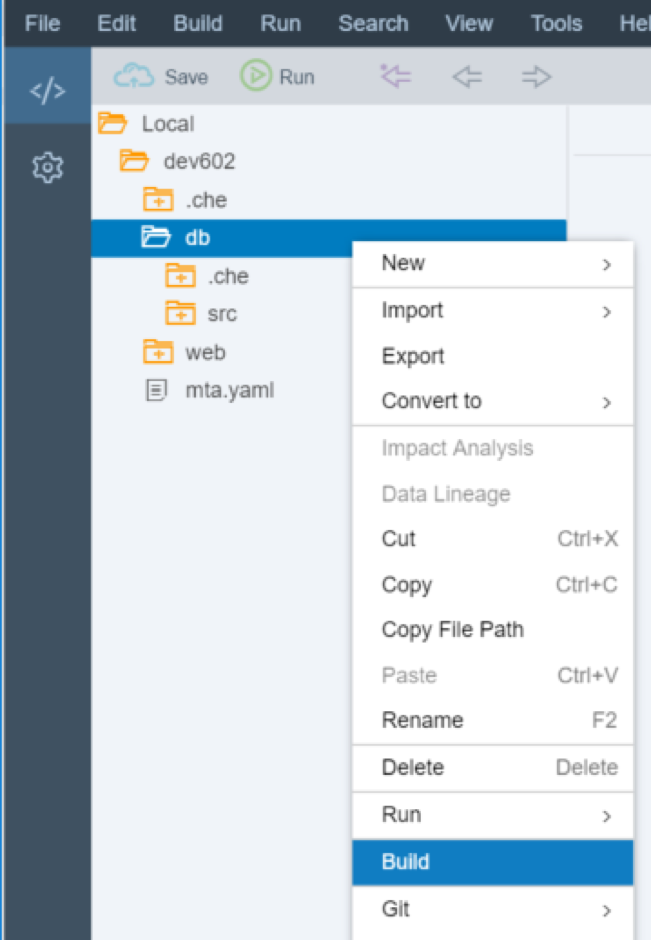 File Edit Build Run Search View Tools Hel
</> Save Run
Local
dev602
.che
db
.che
src
web
mta.yaml
New
Import
Export
Convert to
Impact Analysis
Data Lineage
Cut Ctrl+X
Copy Ctrl+C
Copy File Path
Paste Ctrl+V
Rename F2
Delete Delete
Run
Build
Git